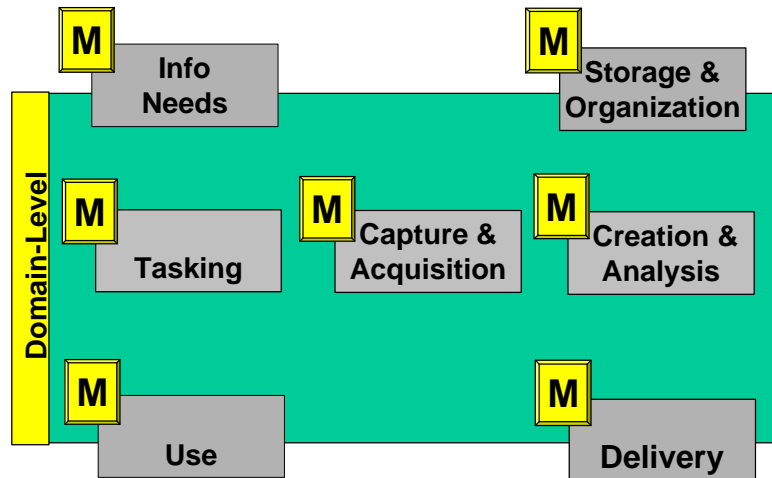 M
Info
Needs
M
Storage &
Organization
Domain-Level
M
Tasking
M
Capture &
Acquisition
M
Creation &
Analysis
M
Use
M
Delivery